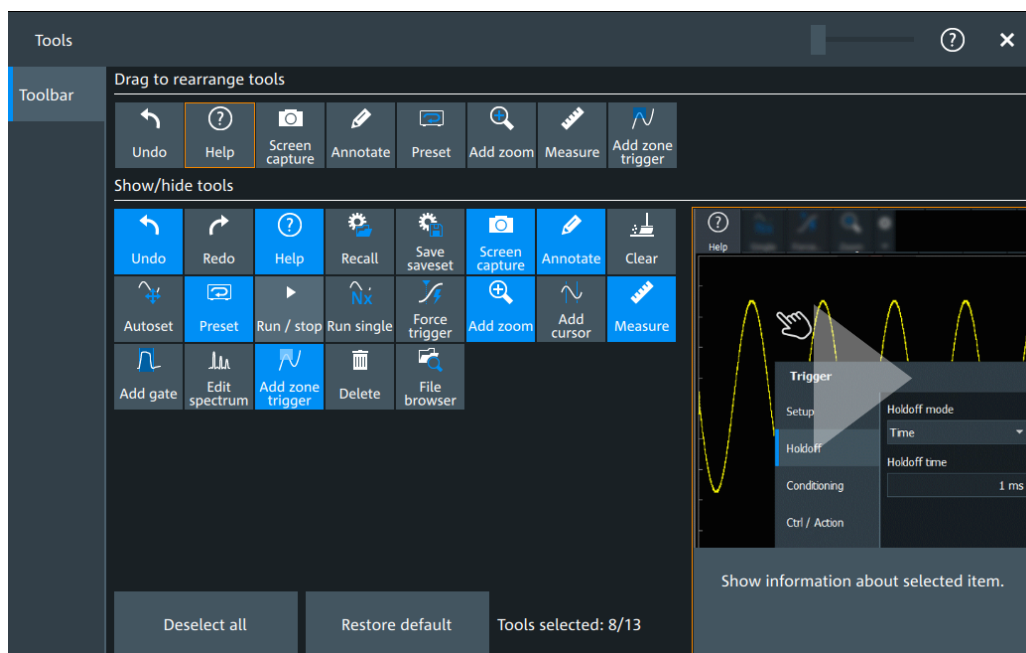 Tools
?
Toolbar
Drag to rearrange tools
Undo
Help
Screen
capture
Annotate
Preset
Add zoom
Measure
Add zone
trigger
Show/hide tools
Undo
Redo
Help
Recall
Save
saveset
Screen
capture
Annotate
Clear
Autoset
Preset
Run / stop
Nx
Run single
Force
trigger
Add zoom
Add
cursor
Measure
Add gate
Edit
spectrum
Add zone
trigger
Delete
File
browser
Help
Trigger
Setup
Holdoff
Conditioning
Ctrl / Action
Holdoff mode
Time
Holdoff time
1 ms
Show information about selected item.
Deselect all
Restore default
Tools selected: 8/13